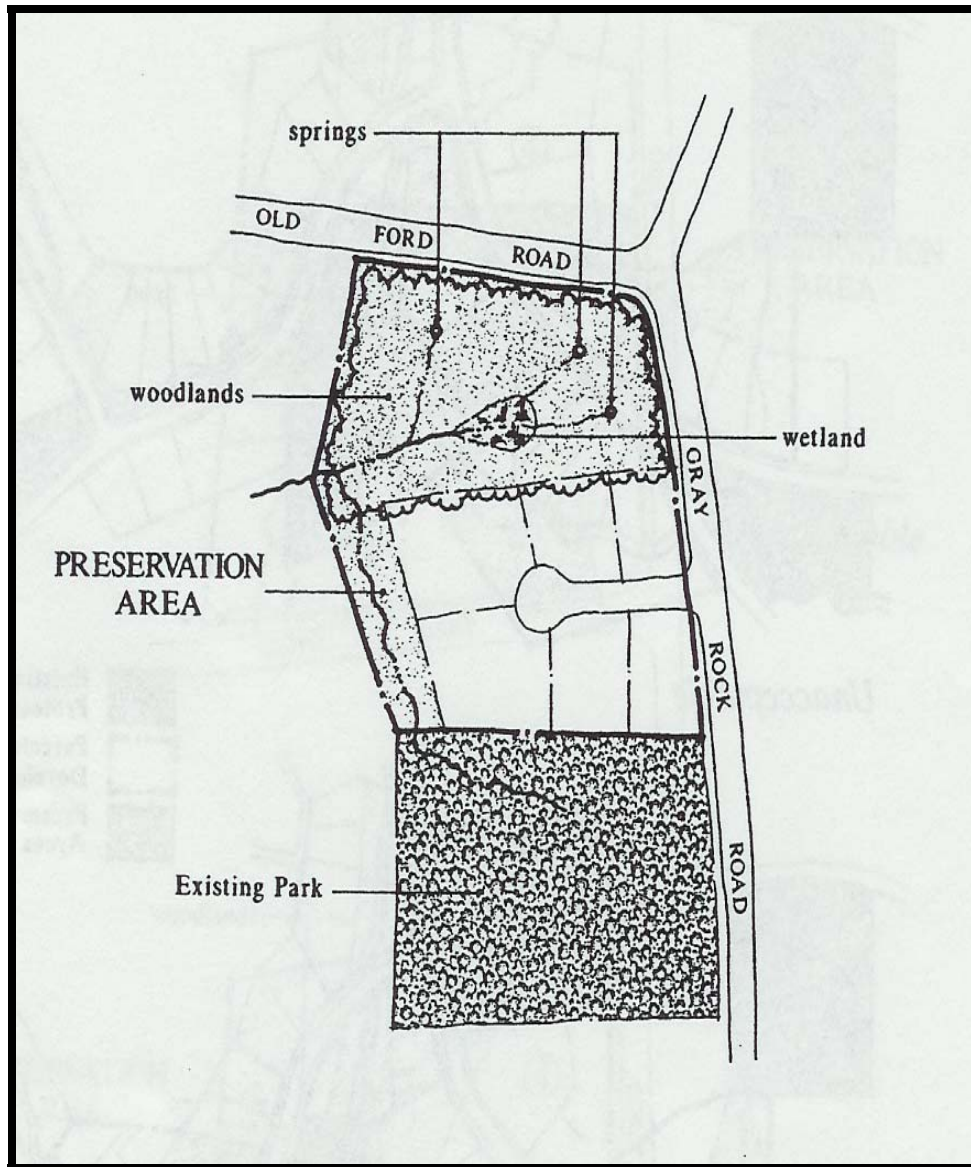 springs
OLD FORD ROAD
woodlands
wetland
GRAY ROCK ROAD
PRESERVATION
AREA
Existing Park